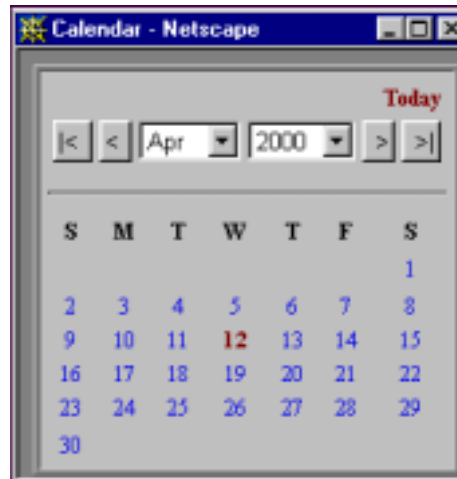 Calendar - Netscape
Today
|< < Apr 2000 > >|
S M T W T F S
1
2 3 4 5 6 7 8
9 10 11 12 13 14 15
16 17 18 19 20 21 22
23 24 25 26 27 28 29
30